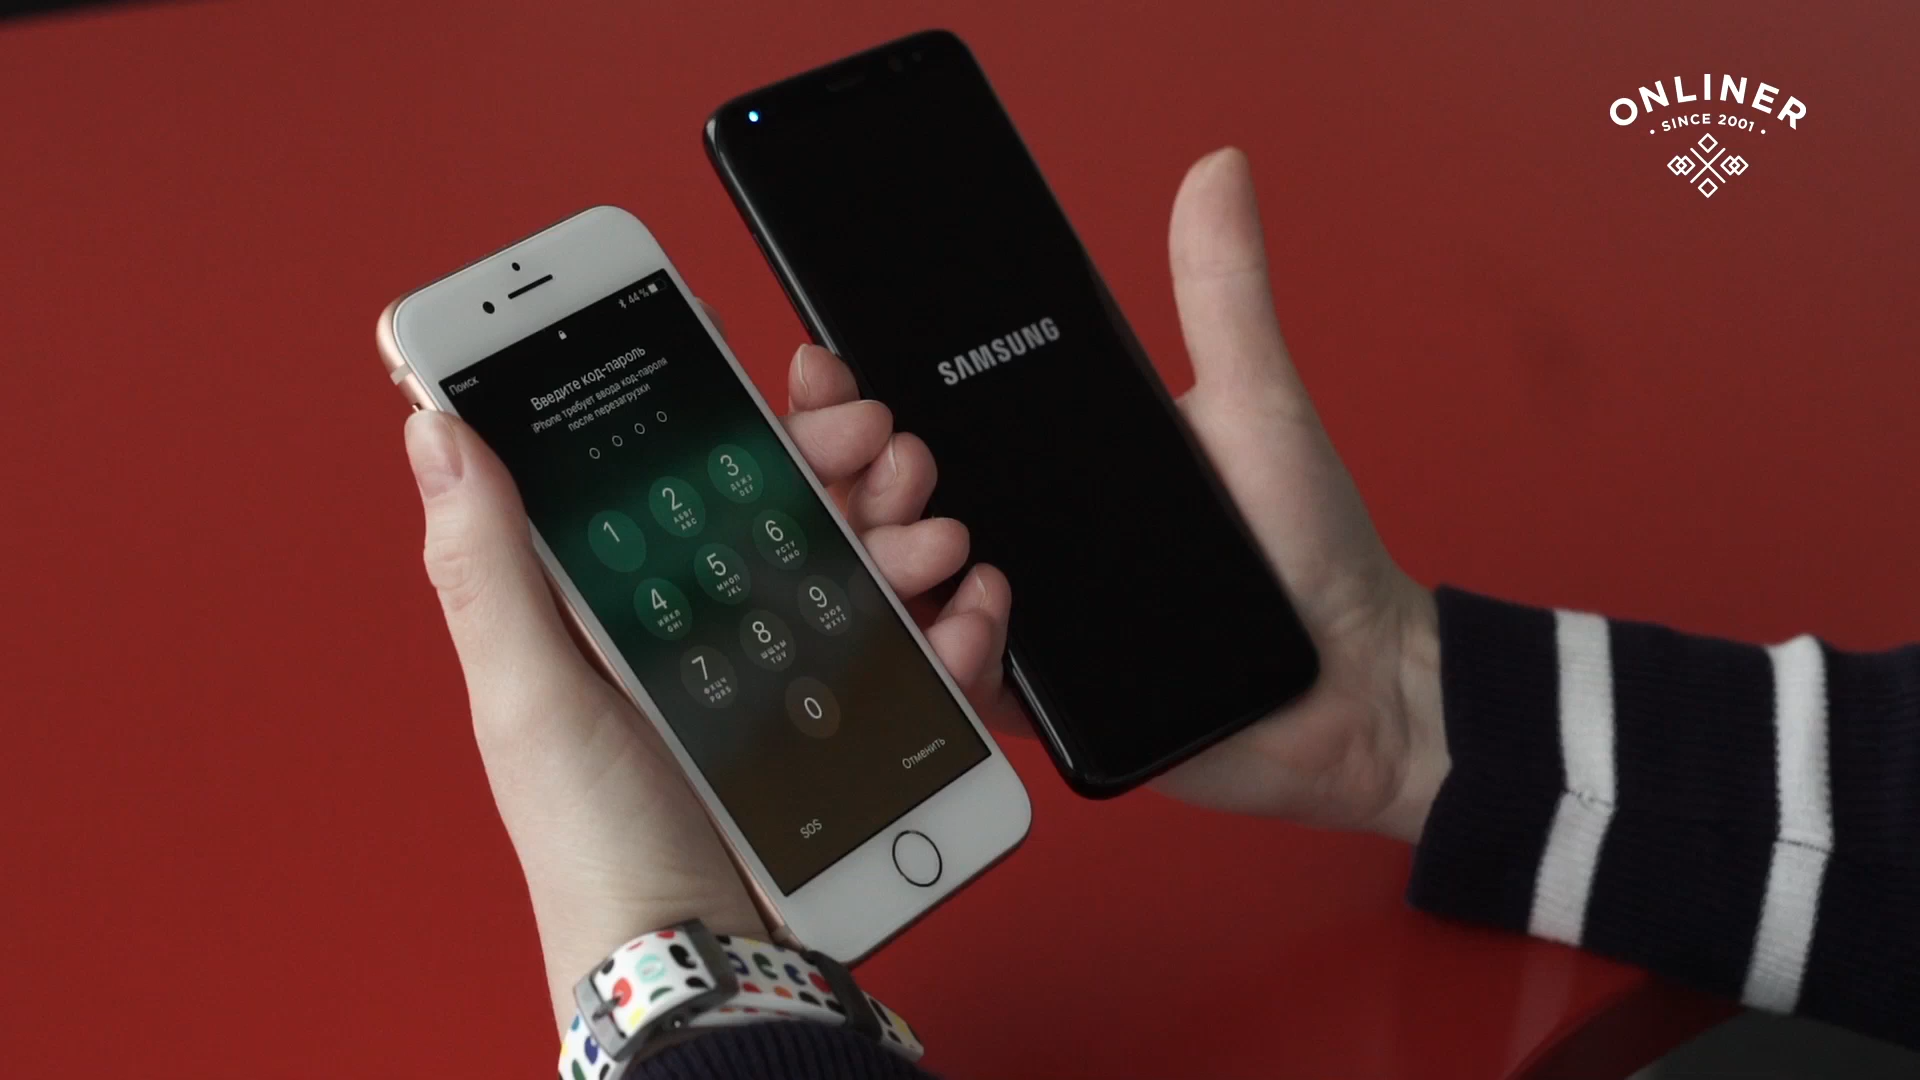 ONLINER
• SINCE 2001 •
SAMSUNG
44 %
Поиск
Введите код-пароль
iPhone требует ввода код-пароля
после перезагрузки
1
2
АБВГ
ABC
3
ДЕЖЗ
DEF
4
ИЙКЛ
GHI
5
МНОП
JKL
6
РСТУ
MNO
7
ФХЦЧ
PQRS
8
ШЩЪЫ
TUV
9
ЬЭЮЯ
WXYZ
0
Отменить
SOS